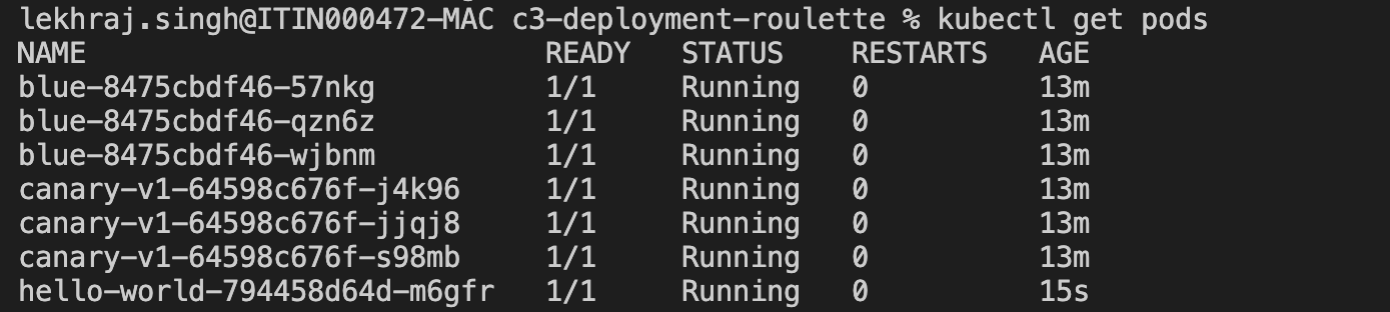 lekhraj.singh@ITIN000472-MAC c3-deployment-roulette % kubectl get pods
NAME READY STATUS RESTARTS AGE
blue-8475cbdf46-57nkg 1/1 Running 0 13m
blue-8475cbdf46-qzn6z 1/1 Running 0 13m
blue-8475cbdf46-wjbnm 1/1 Running 0 13m
canary-v1-64598c676f-j4k96 1/1 Running 0 13m
canary-v1-64598c676f-jjqj8 1/1 Running 0 13m
canary-v1-64598c676f-s98mb 1/1 Running 0 13m
hello-world-794458d64d-m6gfr 1/1 Running 0 15s